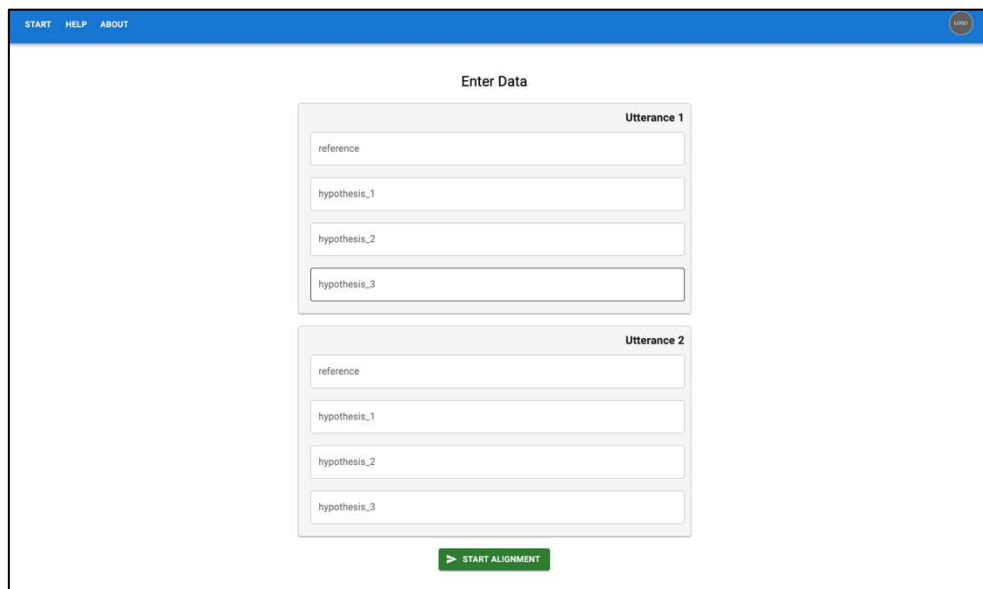 START HELP ABOUT LOGO
Enter Data
Utterance 1
reference
hypothesis_1
hypothesis_2
hypothesis_3
Utterance 2
reference
hypothesis_1
hypothesis_2
hypothesis_3
START ALIGNMENT